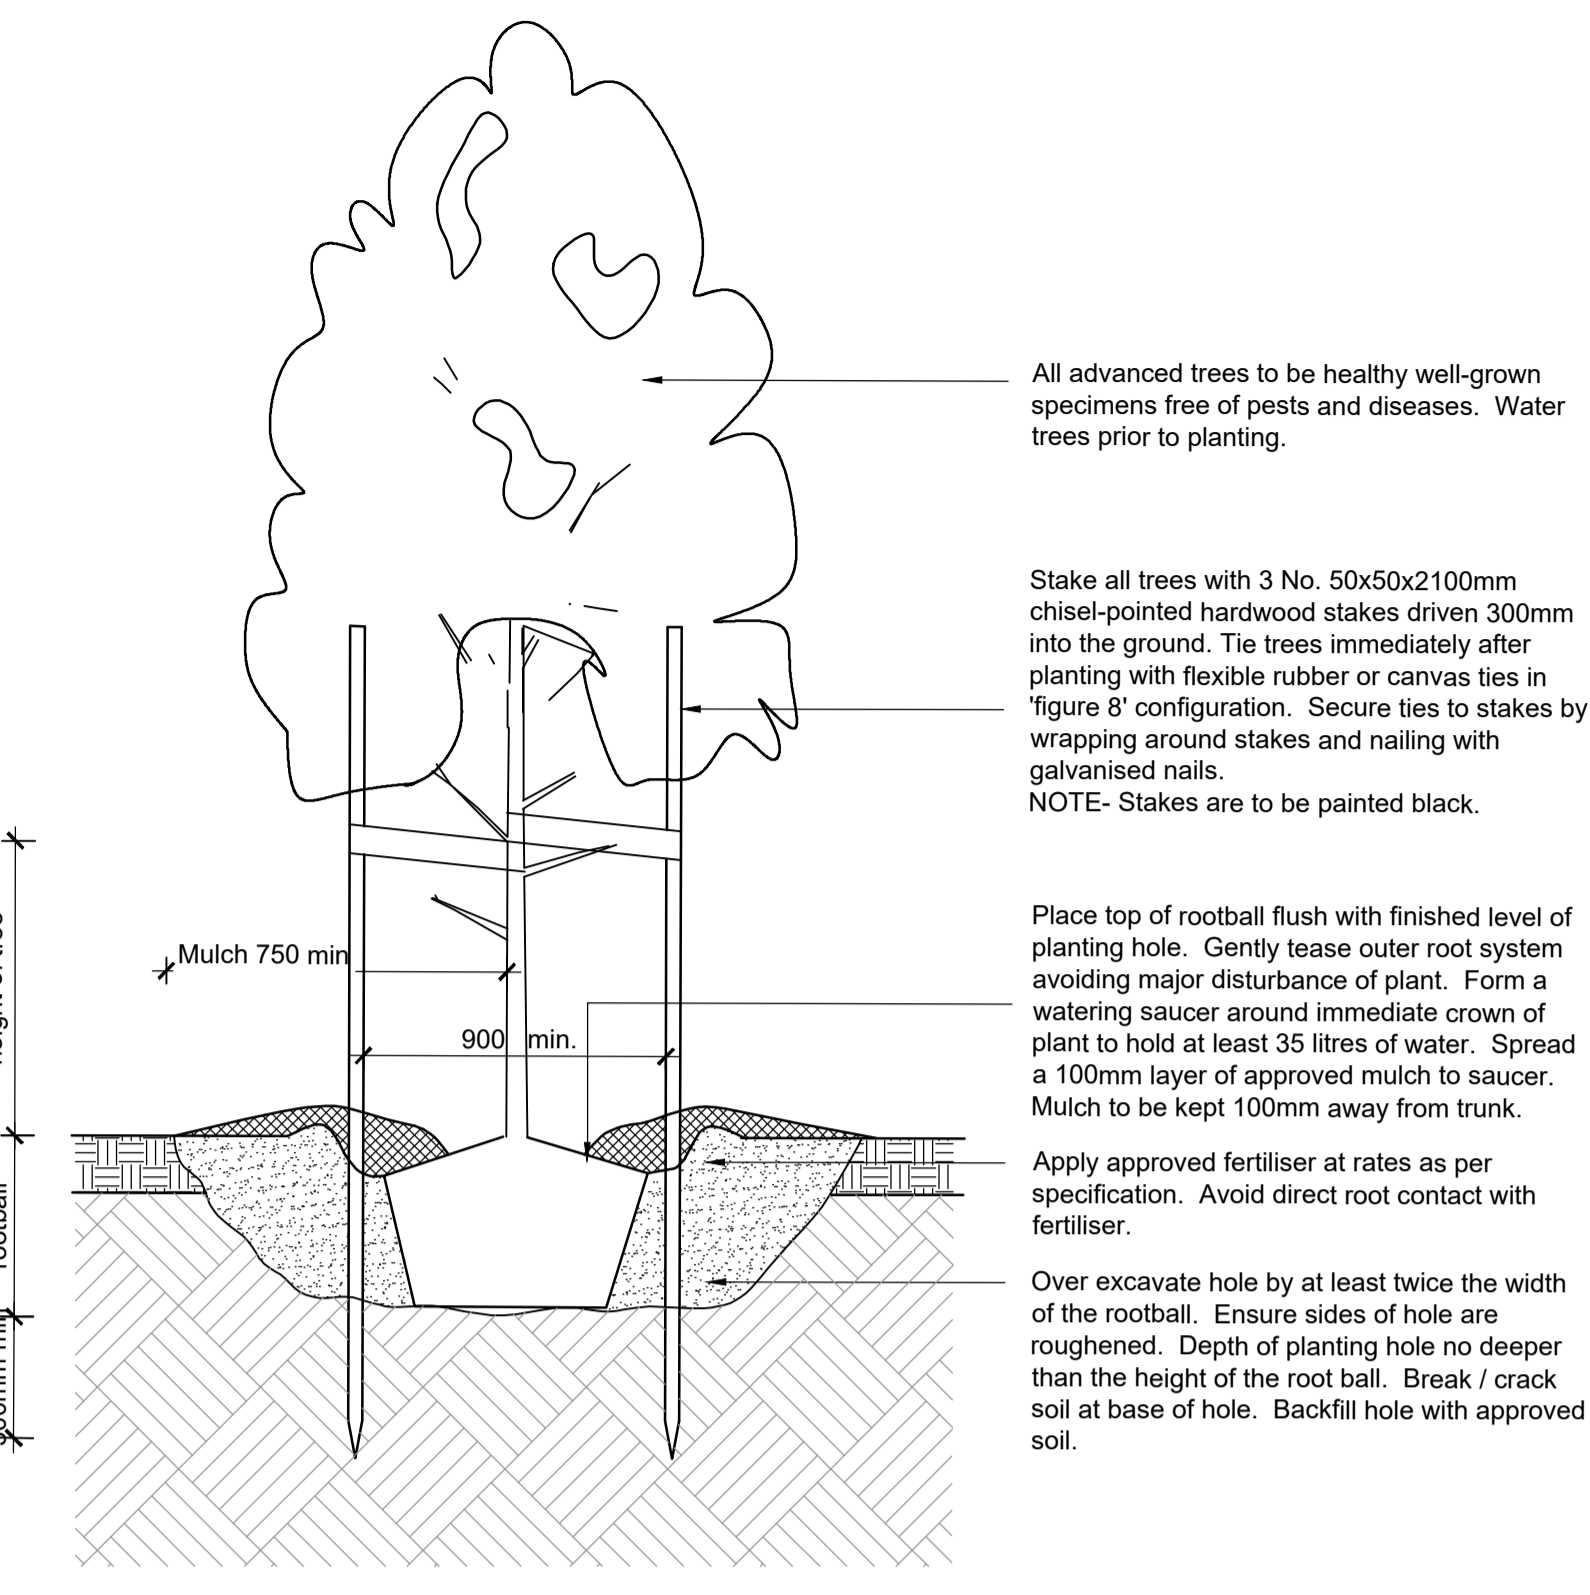 All advanced trees to be healthy well-grown
specimens free of pests and diseases.  Water
trees prior to planting.
Stake all trees with 3 No. 50x50x2100mm
chisel-pointed hardwood stakes driven 300mm
into the ground. Tie trees immediately after
planting with flexible rubber or canvas ties in
'figure 8' configuration.  Secure ties to stakes by
wrapping around stakes and nailing with
galvanised nails.
NOTE- Stakes are to be painted black.
Place top of rootball flush with finished level of
planting hole.  Gently tease outer root system
avoiding major disturbance of plant.  Form a
watering saucer around immediate crown of
plant to hold at least 35 litres of water.  Spread
a 100mm layer of approved mulch to saucer.
Mulch to be kept 100mm away from trunk.
Apply approved fertiliser at rates as per
specification.  Avoid direct root contact with
fertiliser.
Over excavate hole by at least twice the width
of the rootball.  Ensure sides of hole are
roughened.  Depth of planting hole no deeper
than the height of the root ball.  Break / crack
soil at base of hole.  Backfill hole with approved
soil.
Mulch 750 min
900 min.
rootball